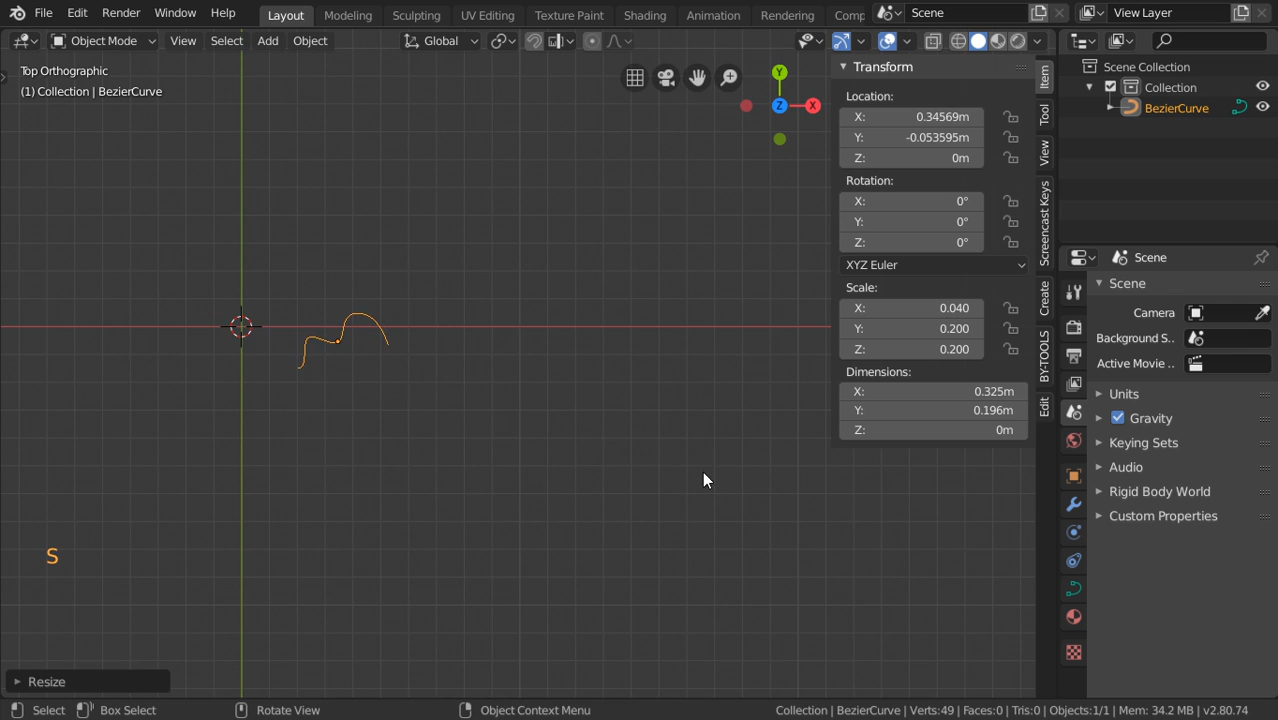 File Edit Render Window Help Layout Modeling Sculpting UV Editing Texture Paint Shading Animation Rendering Comp Scene View Layer
Object Mode View Select Add Object Global
Top Orthographic
(1) Collection | BezierCurve
Y
Z
X
S
Resize
Transform
Location:
X: 0.34569m
Y: -0.053595m
Z: 0m
Rotation:
X: 0°
Y: 0°
Z: 0°
XYZ Euler
Scale:
X: 0.040
Y: 0.200
Z: 0.200
Dimensions:
X: 0.325m
Y: 0.196m
Z: 0m
Item
Tool
View
Screencast Keys
Create
BY-TOOLS
Edit
Scene Collection
Collection
BezierCurve
Scene
Scene
Camera
Background S..
Active Movie ..
Units
Gravity
Keying Sets
Audio
Rigid Body World
Custom Properties
Select Box Select Rotate View Object Context Menu Collection | BezierCurve | Verts:49 | Faces:0 | Tris:0 | Objects:1/1 | Mem: 34.2 MB | v2.80.74